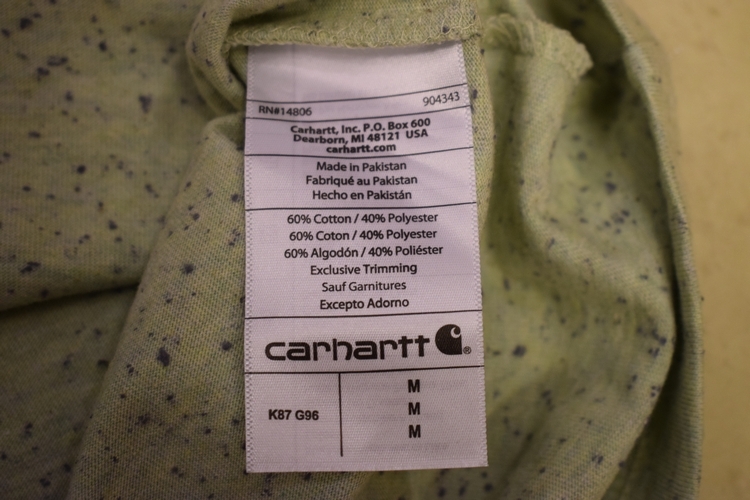 RN#14806 904343
Carhartt, Inc. P.O. Box 600
Dearborn, MI 48121 USA
carhartt.com
Made in Pakistan
Fabriqué au Pakistan
Hecho en Pakistán
60% Cotton / 40% Polyester
60% Coton / 40% Polyester
60% Algodón / 40% Poliéster
Exclusive Trimming
Sauf Garnitures
Excepto Adorno
carhartt®
K87 G96
M
M
M